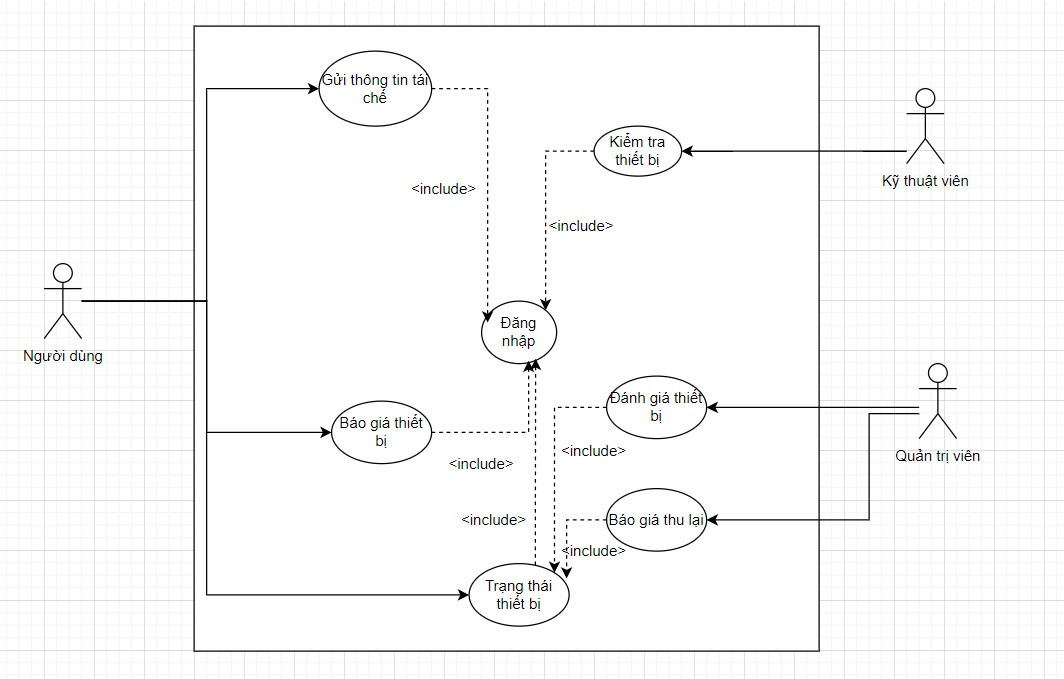 Gửi thông tin tái
chế
Kiểm tra
thiết bị
Kỹ thuật viên
<include>
<include>
Đăng
nhập
Người dùng
Đánh giá thiết
bị
Báo giá thiết
bị
<include>
<include>
Quản trị viên
<include>
Báo giá thu lại
<include>
Trạng thái
thiết bị